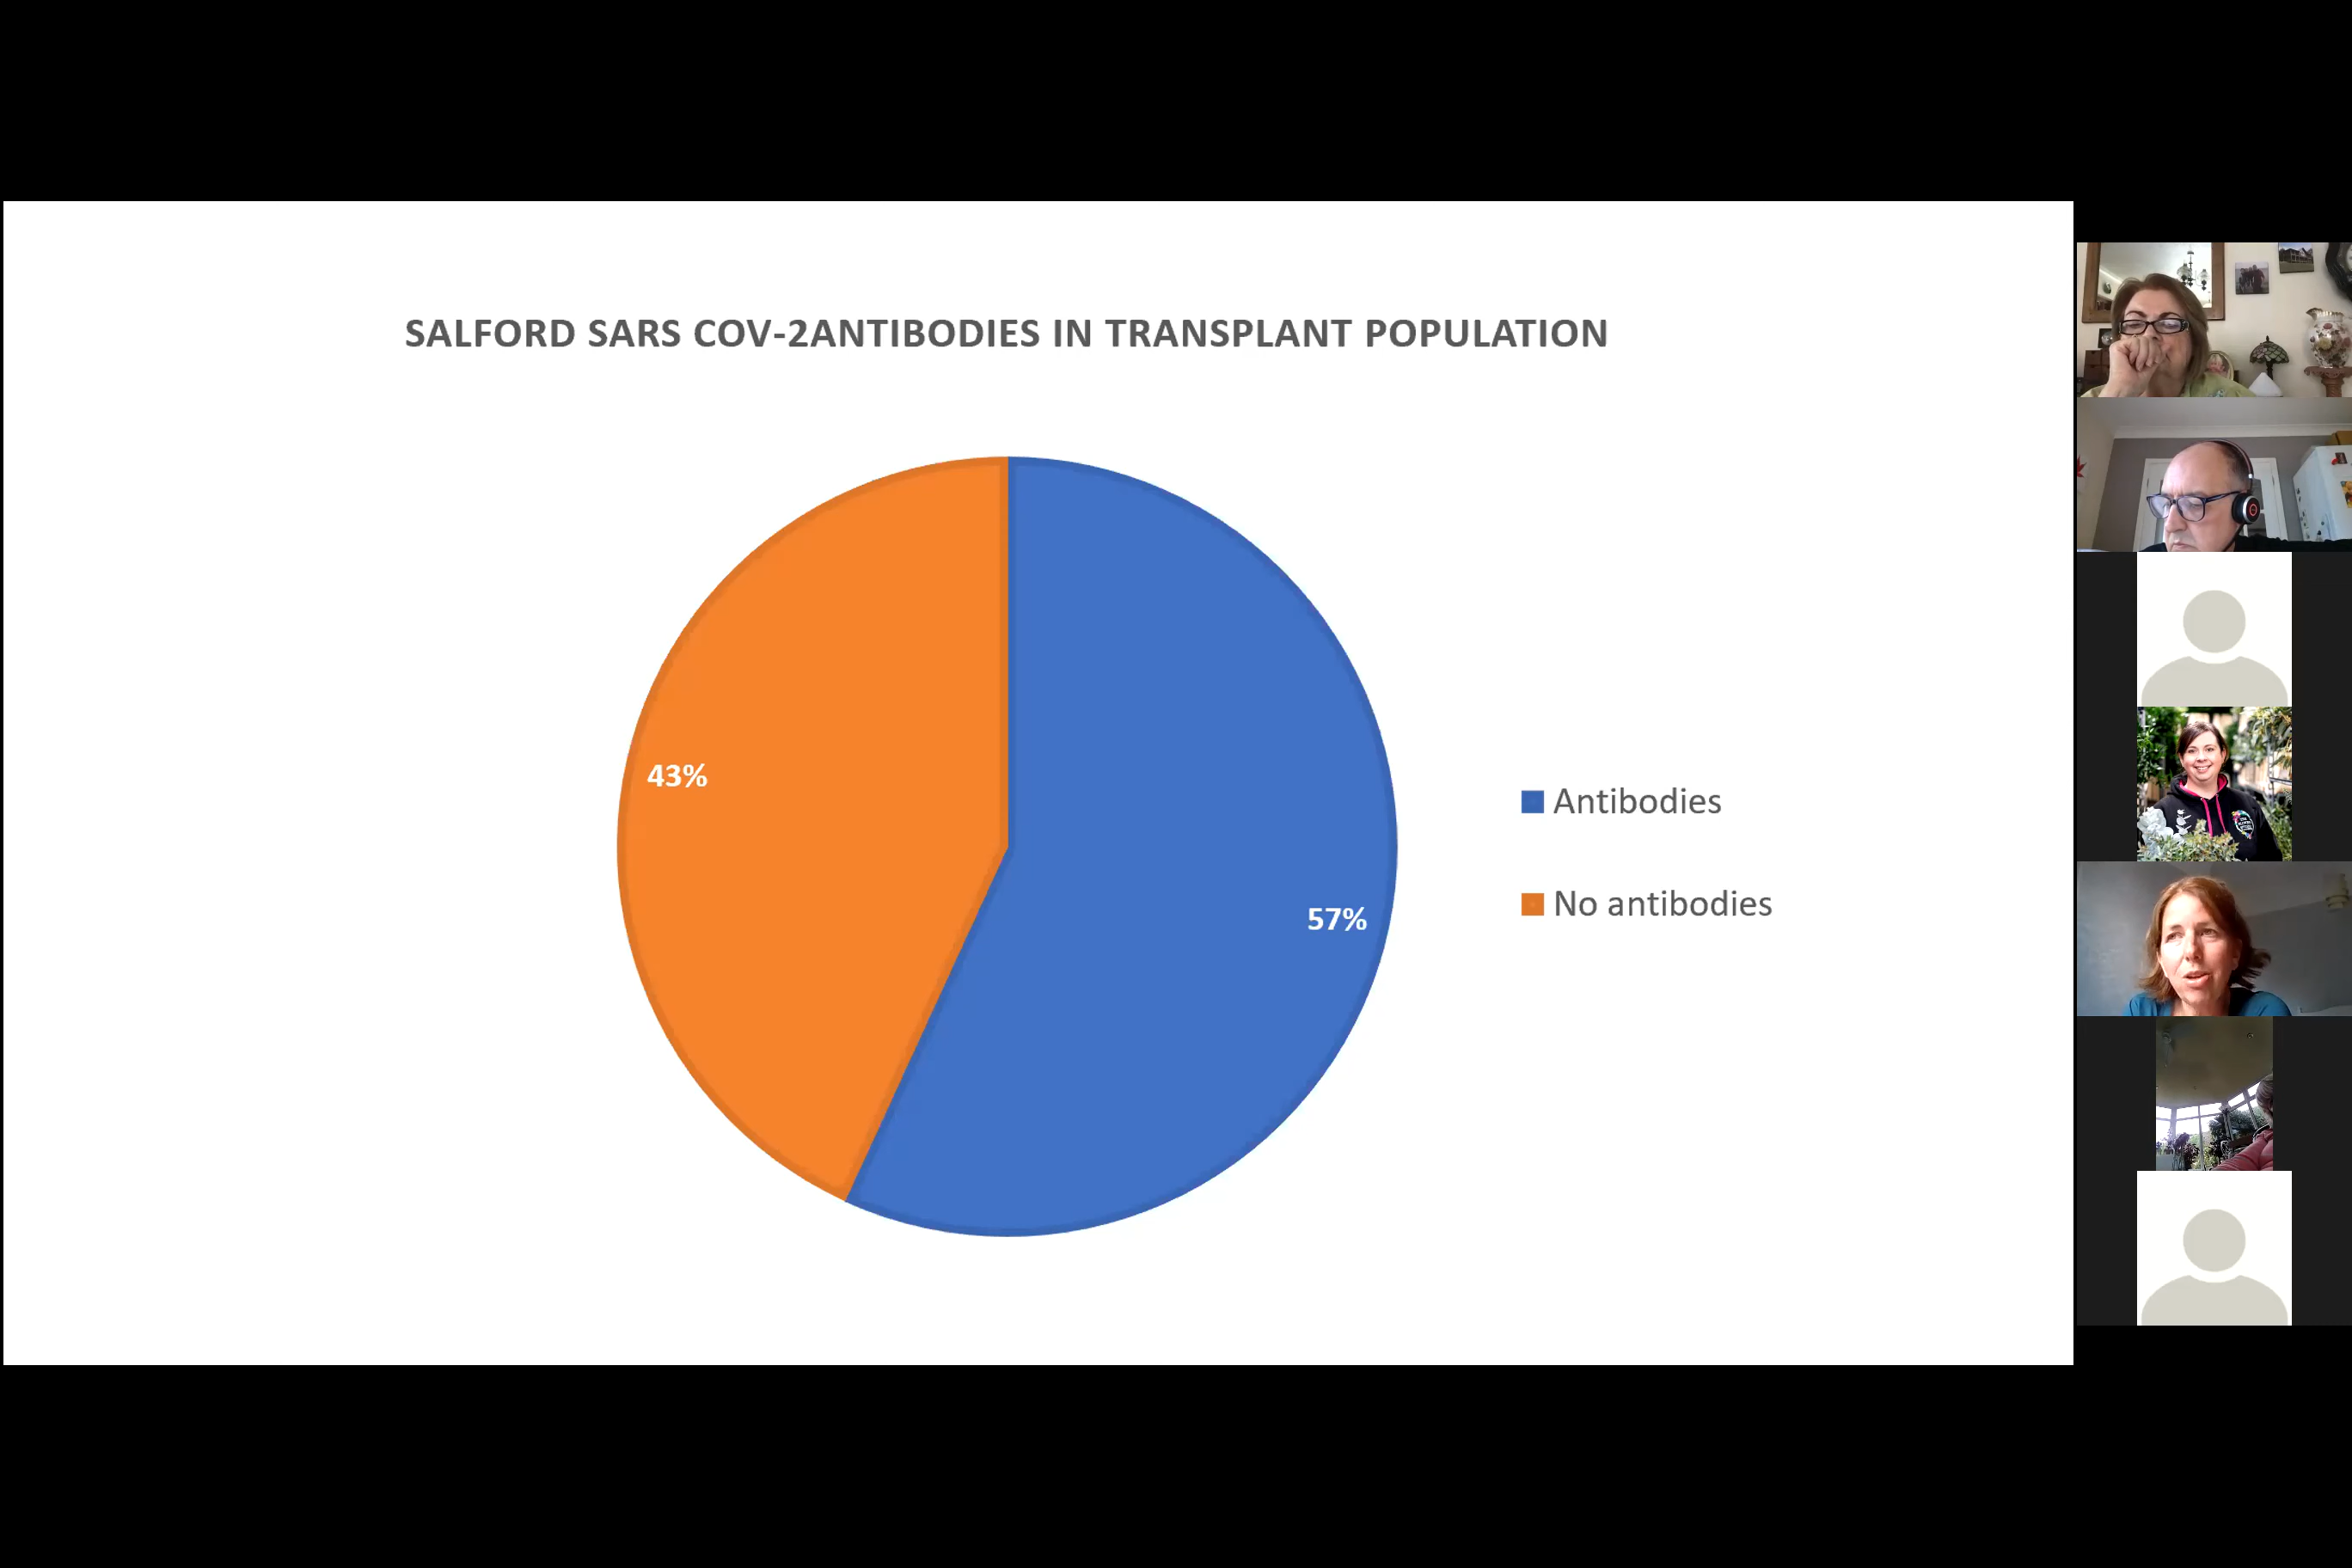 SALFORD SARS COV-2ANTIBODIES IN TRANSPLANT POPULATION
43%
57%
Antibodies
No antibodies